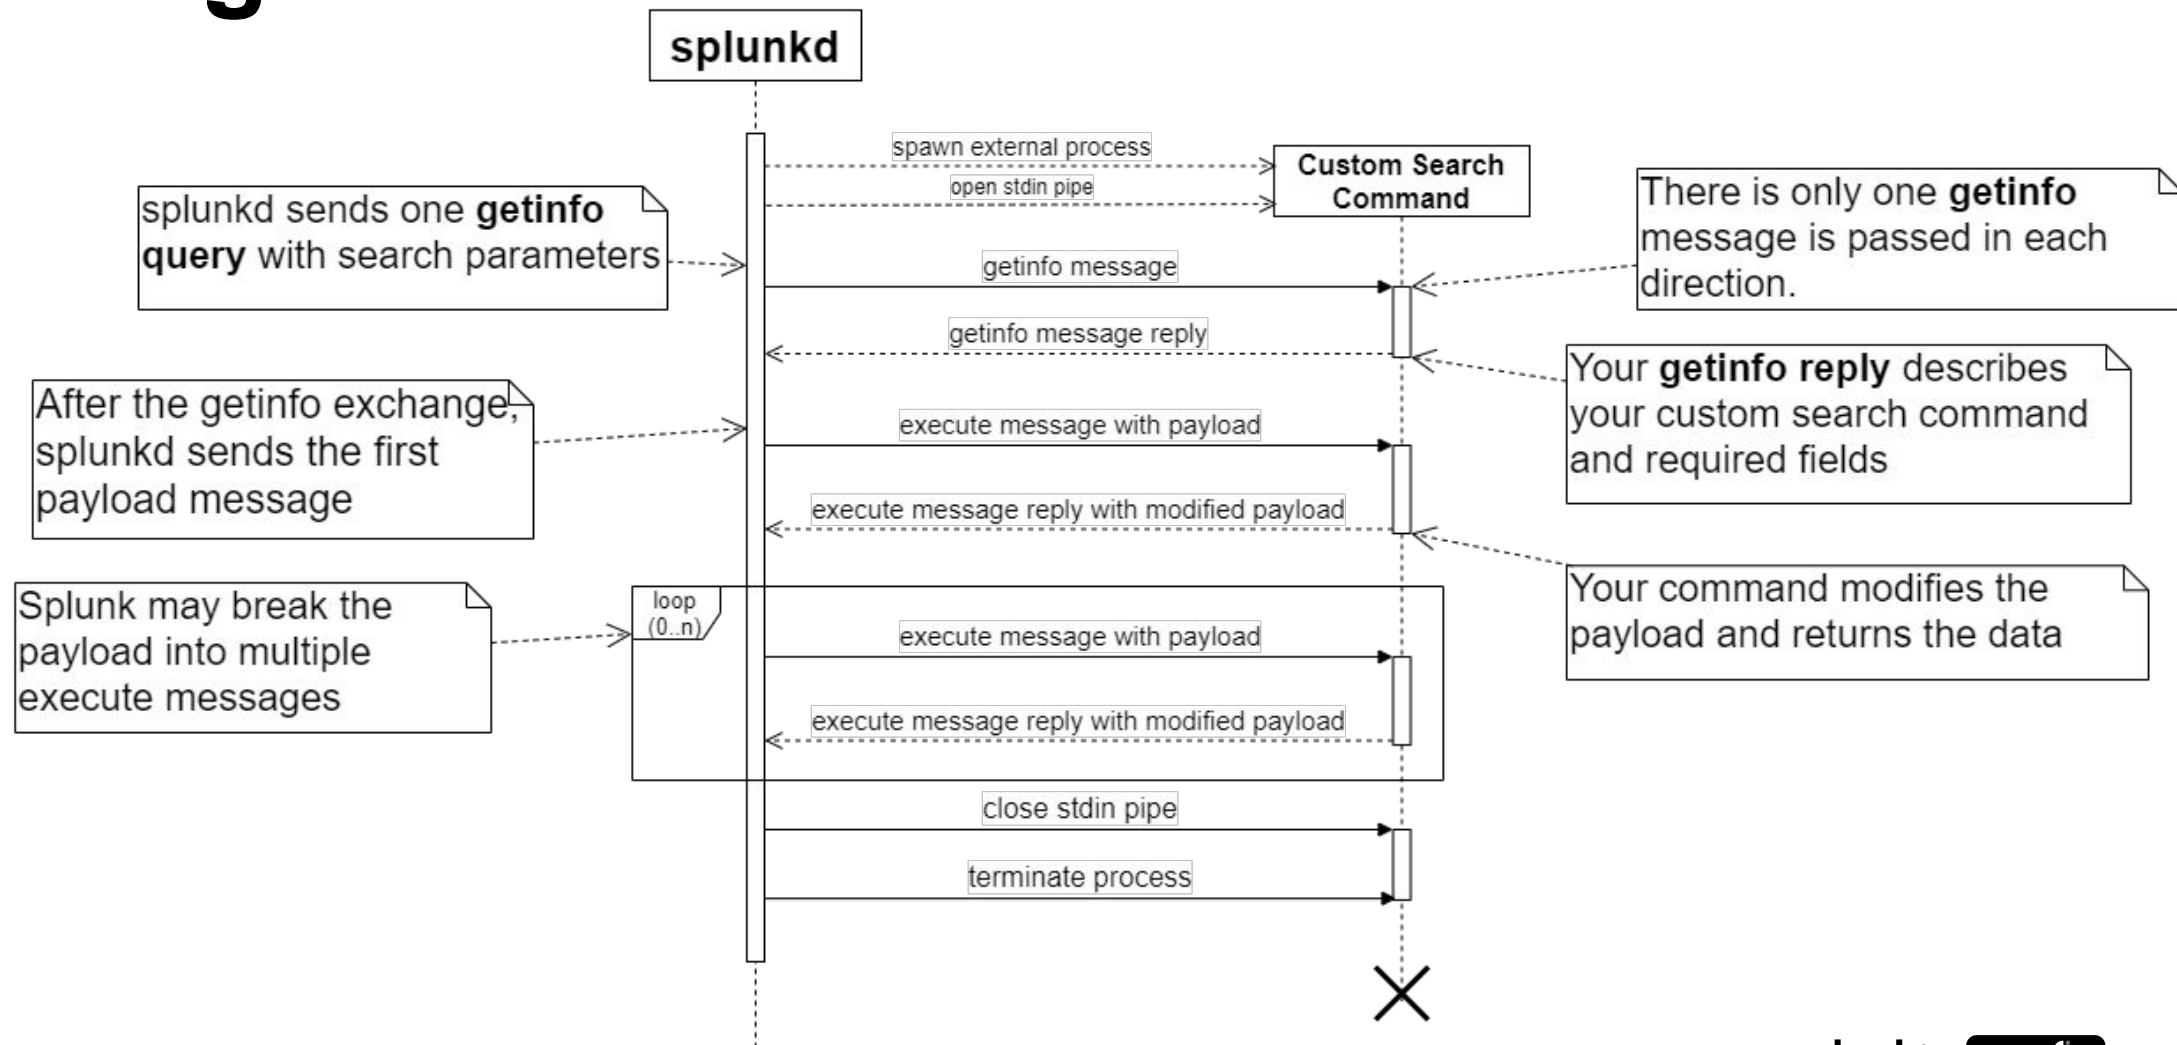 splunkd
spawn external process
open stdin pipe
Custom Search
Command
splunkd sends one getinfo
query with search parameters
There is only one getinfo
message is passed in each
direction.
getinfo message
getinfo message reply
Your getinfo reply describes
your custom search command
and required fields
After the getinfo exchange,
splunkd sends the first
payload message
execute message with payload
execute message reply with modified payload
Your command modifies the
payload and returns the data
Splunk may break the
payload into multiple
execute messages
loop
(0..n)
execute message with payload
execute message reply with modified payload
close stdin pipe
terminate process